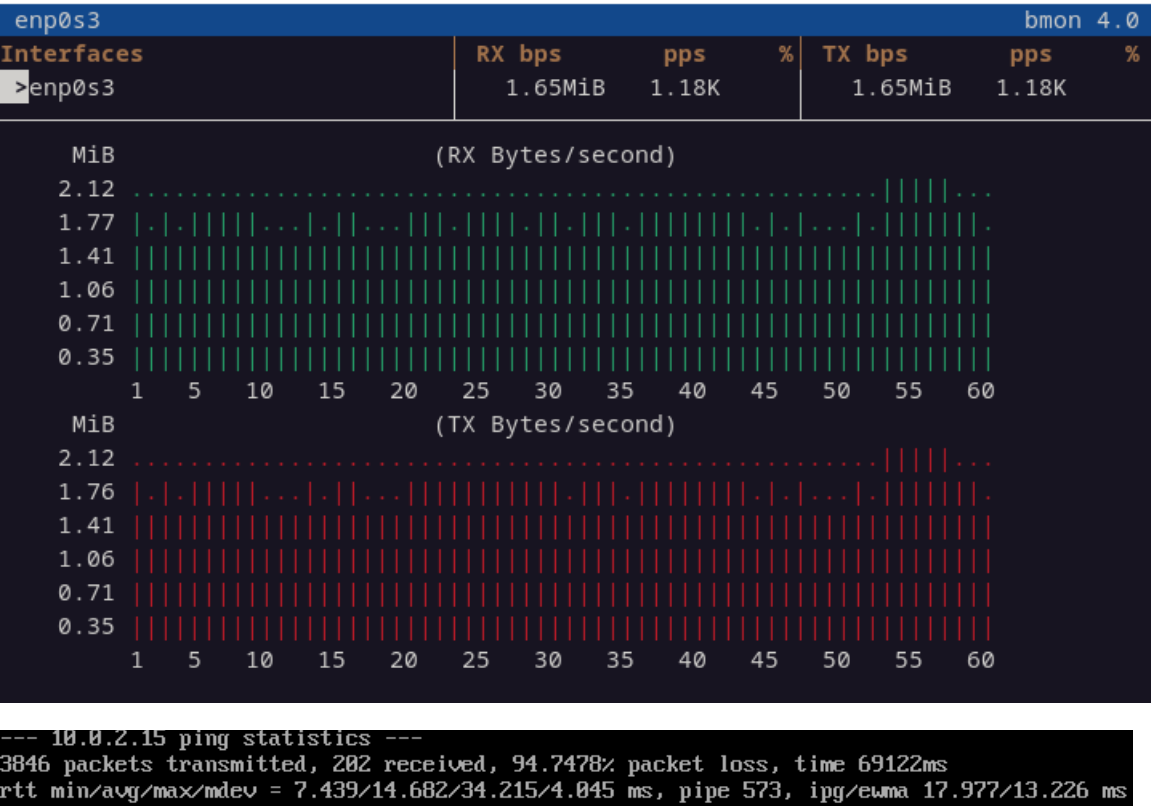 enp0s3 bmon 4.0
Interfaces RX bps pps % TX bps pps %
>enp0s3 1.65MiB 1.18K 1.65MiB 1.18K
MiB (RX Bytes/second)
2.12
1.77
1.41
1.06
0.71
0.35
1 5 10 15 20 25 30 35 40 45 50 55 60
MiB (TX Bytes/second)
2.12
1.76
1.41
1.06
0.71
0.35
1 5 10 15 20 25 30 35 40 45 50 55 60
--- 10.0.2.15 ping statistics ---
3846 packets transmitted, 202 received, 94.7478% packet loss, time 69122ms
rtt min/avg/max/mdev = 7.439/14.682/34.215/4.045 ms, pipe 573, ipg/ewma 17.977/13.226 ms